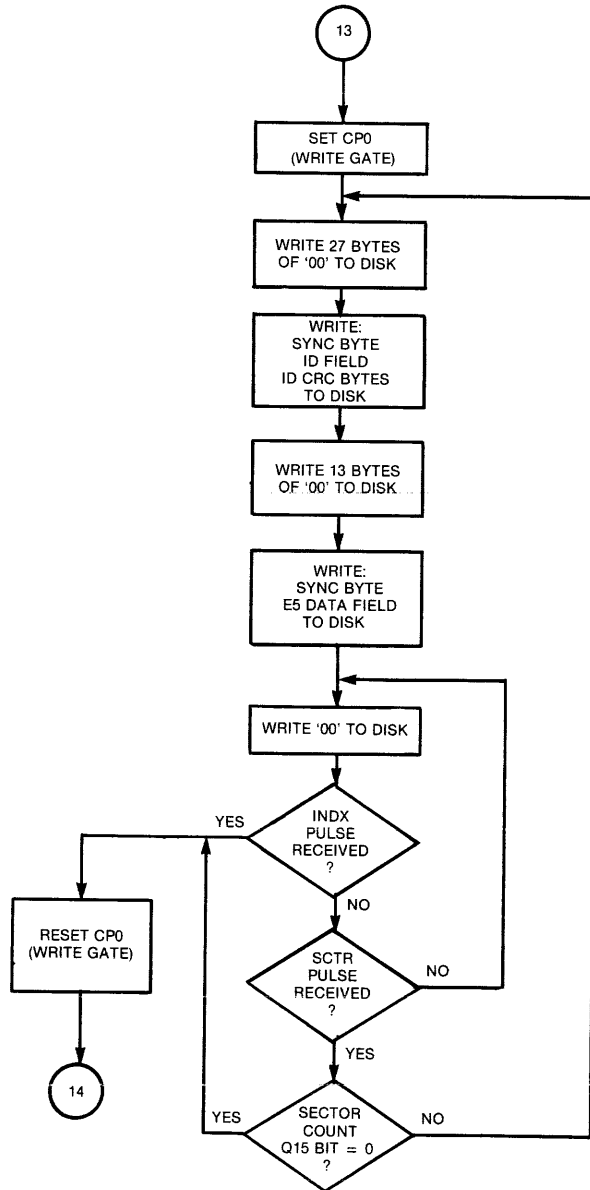 13
SET CP0
(WRITE GATE)
WRITE 27 BYTES
OF ‘00’ TO DISK
WRITE:
SYNC BYTE
ID FIELD
ID CRC BYTES
TO DISK
WRITE 13 BYTES
OF ‘00’ TO DISK
WRITE:
SYNC BYTE
E5 DATA FIELD
TO DISK
WRITE ‘00’ TO DISK
YES
INDX
PULSE
RECEIVED
?
NO
RESET CP0
(WRITE GATE)
SCTR
PULSE
RECEIVED
?
NO
YES
14
YES
SECTOR
COUNT
Q15 BIT = 0
?
NO